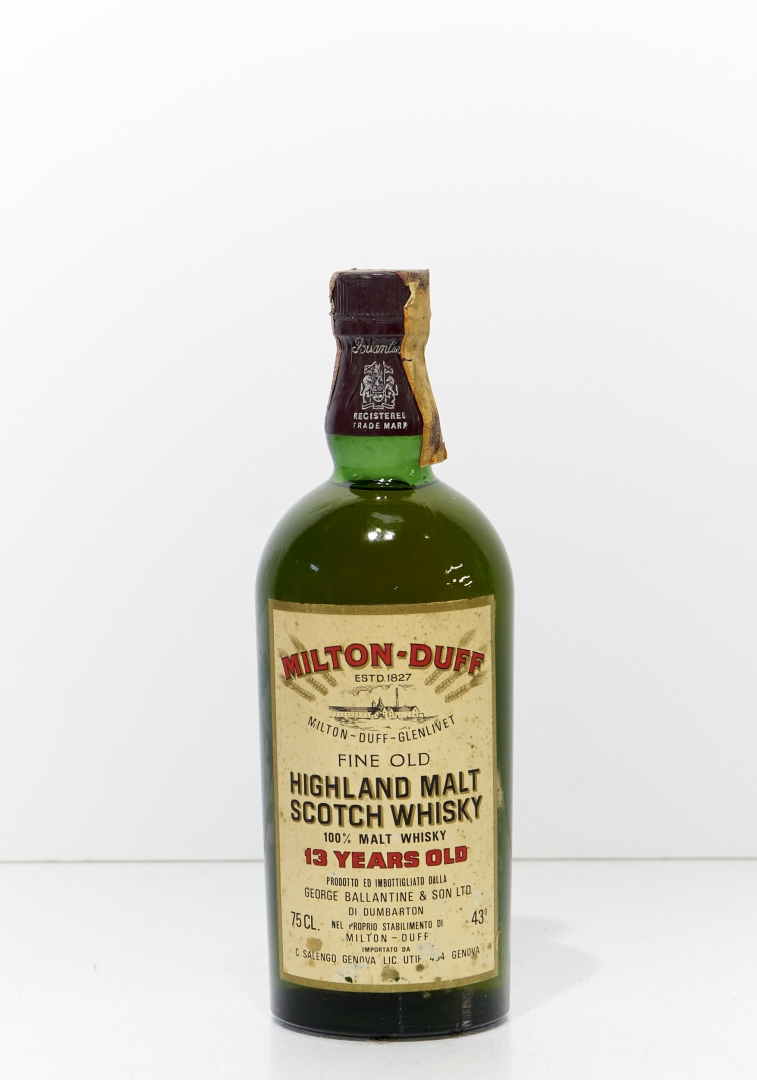 REGISTERED
TRADE MARK
MILTON-DUFF
ESTD. 1827
MILTON-DUFF-GLENLIVET
FINE OLD
HIGHLAND MALT
SCOTCH WHISKY
100% MALT WHISKY
13 YEARS OLD
PRODOTTO ED IMBOTTIGLIATO DALLA
GEORGE BALLANTINE & SON LTD.
DI DUMBARTON
75 CL. NEL PROPRIO STABILIMENTO DI 43°
MILTON-DUFF
IMPORTATO DA
C. SALENGO GENOVA LIC. UTIF. GENOVA